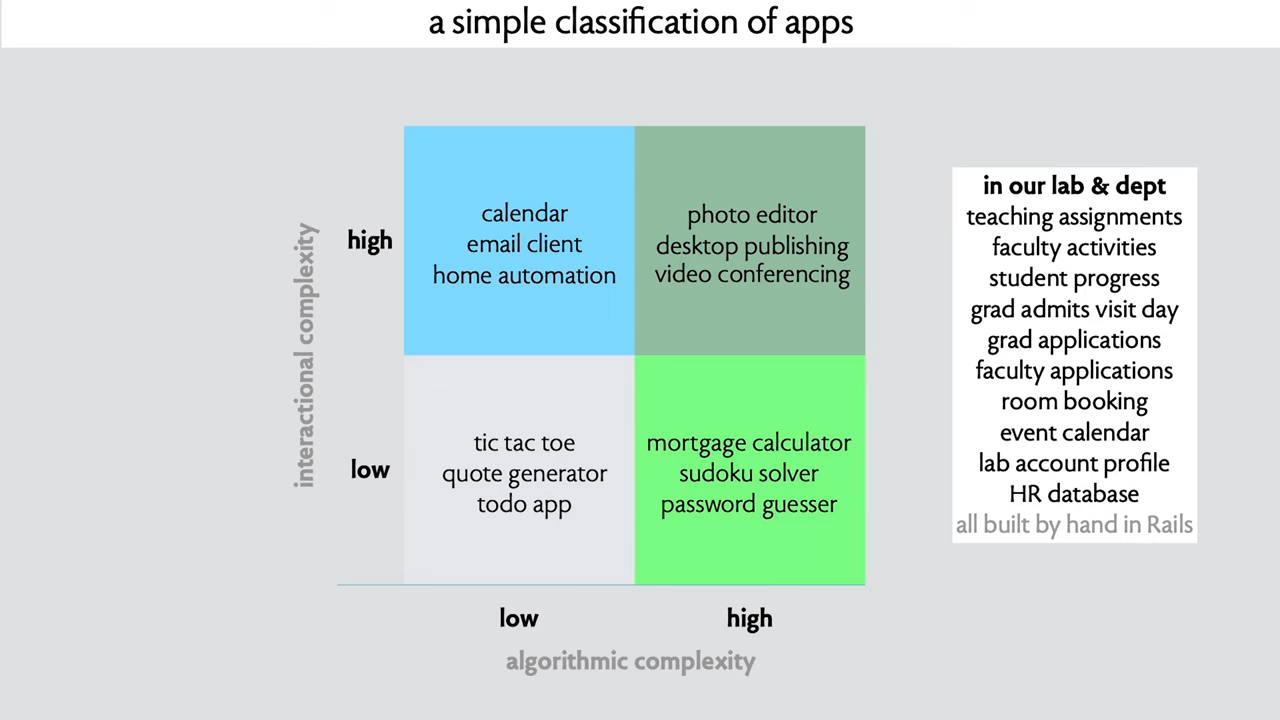 a simple classification of apps
interactional complexity
high
calendar
email client
home automation
photo editor
desktop publishing
video conferencing
low
tic tac toe
quote generator
todo app
mortgage calculator
sudoku solver
password guesser
low
high
algorithmic complexity
in our lab & dept
teaching assignments
faculty activities
student progress
grad admits visit day
grad applications
faculty applications
room booking
event calendar
lab account profile
HR database
all built by hand in Rails